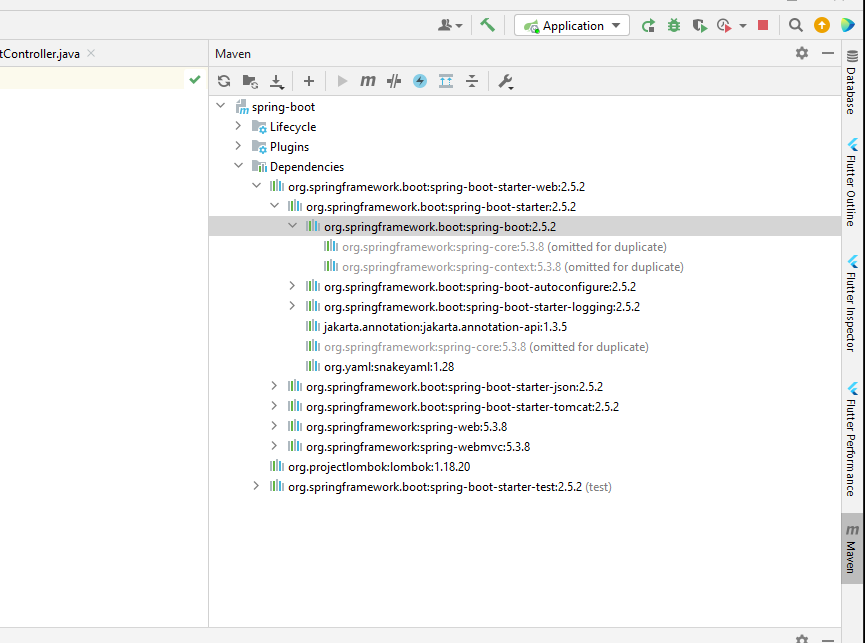 Application
tController.java
Maven
m
spring-boot
Lifecycle
Plugins
Dependencies
org.springframework.boot:spring-boot-starter-web:2.5.2
org.springframework.boot:spring-boot-starter:2.5.2
org.springframework.boot:spring-boot:2.5.2
org.springframework:spring-core:5.3.8 (omitted for duplicate)
org.springframework:spring-context:5.3.8 (omitted for duplicate)
org.springframework.boot:spring-boot-autoconfigure:2.5.2
org.springframework.boot:spring-boot-starter-logging:2.5.2
jakarta.annotation:jakarta.annotation-api:1.3.5
org.springframework:spring-core:5.3.8 (omitted for duplicate)
org.yaml:snakeyaml:1.28
org.springframework.boot:spring-boot-starter-json:2.5.2
org.springframework.boot:spring-boot-starter-tomcat:2.5.2
org.springframework:spring-web:5.3.8
org.springframework:spring-webmvc:5.3.8
org.projectlombok:lombok:1.18.20
org.springframework.boot:spring-boot-starter-test:2.5.2 (test)
Database
Flutter Outline
Flutter Inspector
Flutter Performance
m
Maven